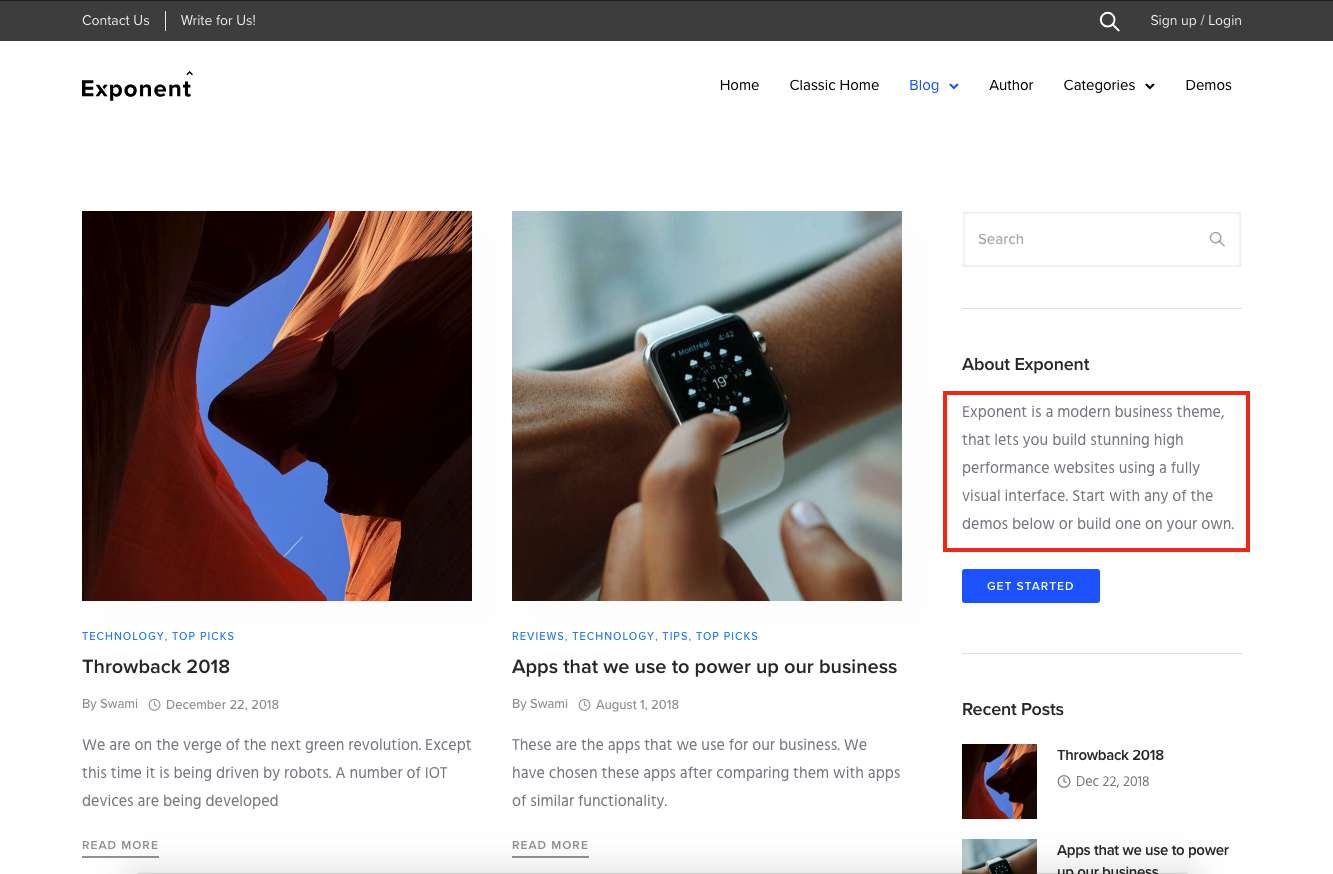 Contact Us
Write for Us!
Sign up / Login
Exponent
Home
Classic Home
Blog
Author
Categories
Demos
Montréal 4:42
19°
TECHNOLOGY, TOP PICKS
Throwback 2018
By Swami December 22, 2018
We are on the verge of the next green revolution. Except
this time it is being driven by robots. A number of IOT
devices are being developed
READ MORE
REVIEWS, TECHNOLOGY, TIPS, TOP PICKS
Apps that we use to power up our business
By Swami August 1, 2018
These are the apps that we use for our business. We
have chosen these apps after comparing them with apps
of similar functionality.
READ MORE
Search
About Exponent
Exponent is a modern business theme,
that lets you build stunning high
performance websites using a fully
visual interface. Start with any of the
demos below or build one on your own.
GET STARTED
Recent Posts
Throwback 2018
Dec 22, 2018
Apps that we use to power
up our business